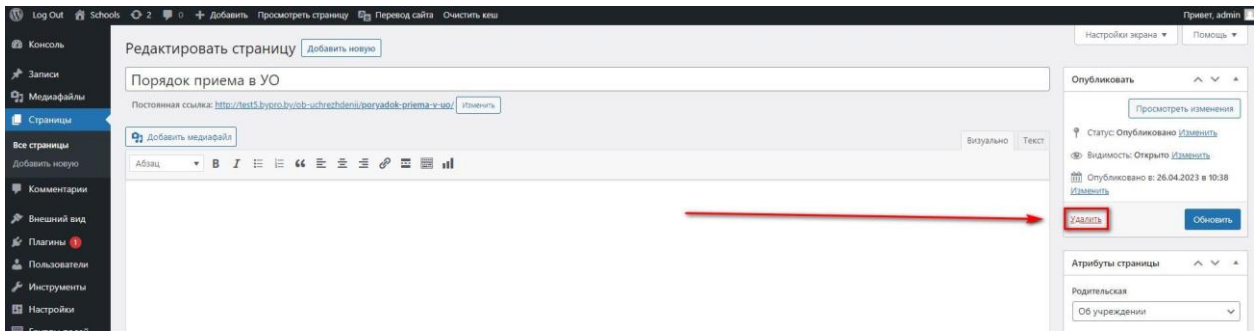 Log Out Schools 2 0 + Добавить Просмотреть страницу Перевод сайта Очистить кеш Привет, admin
Настройки экрана ▼ Помощь ▼
Консоль
Записи
Медиафайлы
Страницы
Все страницы
Добавить новую
Комментарии
Внешний вид
Плагины 1
Пользователи
Инструменты
Настройки
Редактировать страницу Добавить новую
Порядок приема в УО
Постоянная ссылка: http://test5.bypro.by/ob-uchrezhdenii/poryadok-priema-v-uo/ Изменить
Добавить медиафайл
Визуально Текст
Абзац B I
Опубликовать
Просмотреть изменения
Статус: Опубликовано Изменить
Видимость: Открыто Изменить
Опубликовано в: 26.04.2023 в 10:38
Изменить
Удалить Обновить
Атрибуты страницы
Родительская
Об учреждении